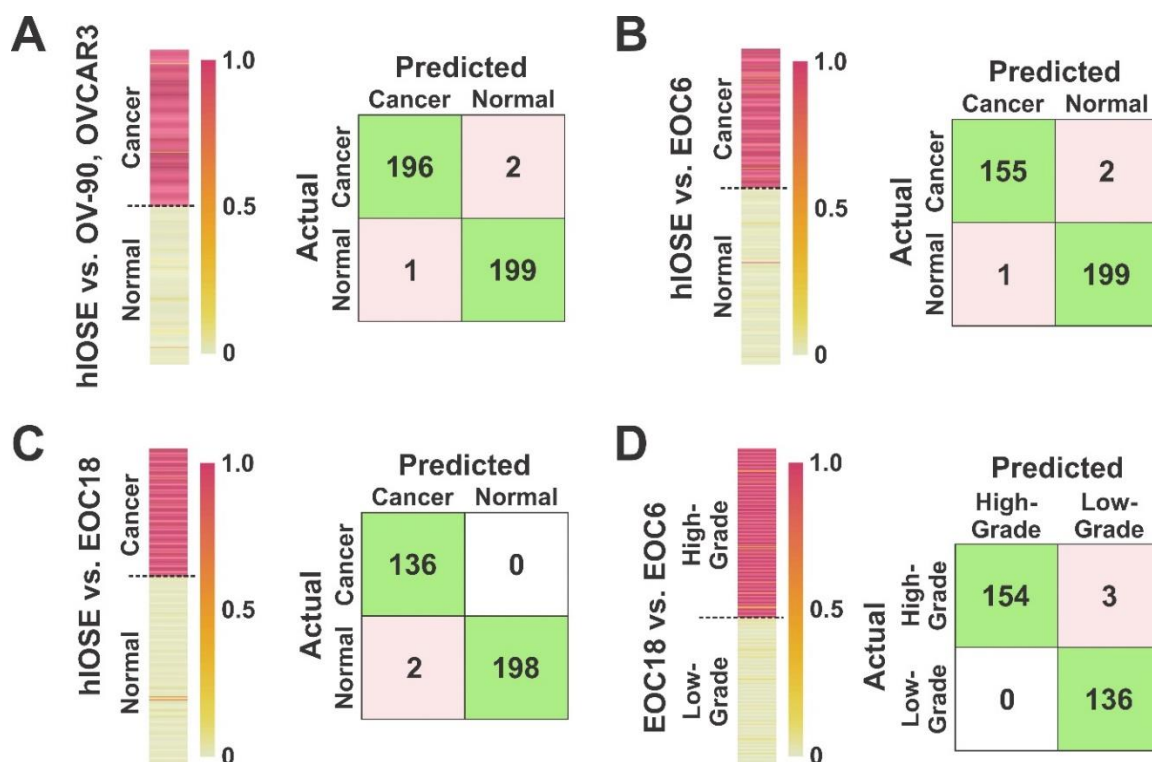 A
hIOSE vs. OV-90, OVCAR3
Cancer
Normal
1.0
0.5
0
Predicted
Cancer Normal
Actual
Cancer
196 2
Normal
1 199
B
hIOSE vs. EOC6
Cancer
Normal
1.0
0.5
0
Predicted
Cancer Normal
Actual
Cancer
155 2
Normal
1 199
C
hIOSE vs. EOC18
Cancer
Normal
1.0
0.5
0
Predicted
Cancer Normal
Actual
Cancer
136 0
Normal
2 198
D
EOC18 vs. EOC6
High-
Grade
Low-
Grade
1.0
0.5
0
Predicted
High- Low-
Grade Grade
Actual
High-
Grade
154 3
Low-
Grade
0 136